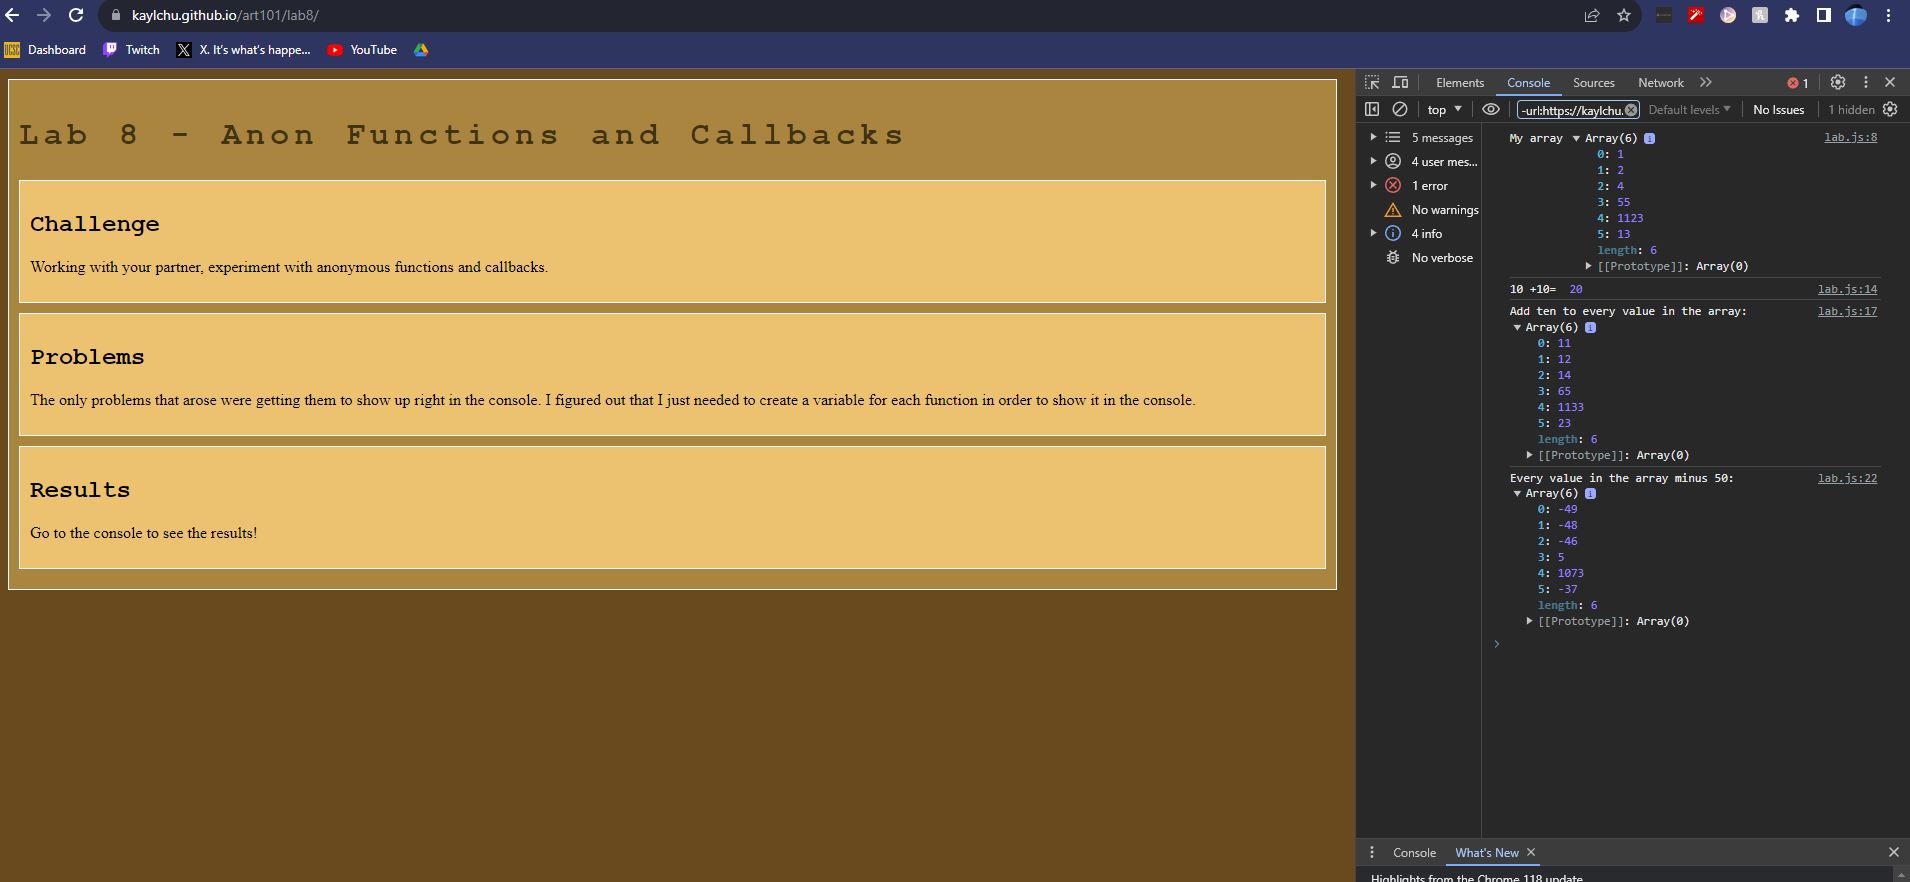 kaylchu.github.io/art101/lab8/
UCSC Dashboard Twitch X. It's what's happe... YouTube
Lab 8 - Anon Functions and Callbacks
Challenge
Working with your partner, experiment with anonymous functions and callbacks.
Problems
The only problems that arose were getting them to show up right in the console. I figured out that I just needed to create a variable for each function in order to show it in the console.
Results
Go to the console to see the results!
Elements Console Sources Network 1
top -url:https://kaylchu. Default levels No Issues 1 hidden
5 messages
4 user mes...
1 error
No warnings
4 info
No verbose
My array Array(6) i lab.js:8
0: 1
1: 2
2: 4
3: 55
4: 1123
5: 13
length: 6
[[Prototype]]: Array(0)
10 +10= 20 lab.js:14
Add ten to every value in the array: lab.js:17
Array(6) i
0: 11
1: 12
2: 14
3: 65
4: 1133
5: 23
length: 6
[[Prototype]]: Array(0)
Every value in the array minus 50: lab.js:22
Array(6) i
0: -49
1: -48
2: -46
3: 5
4: 1073
5: -37
length: 6
[[Prototype]]: Array(0)
Console What's New
Highlights from the Chrome 118 update